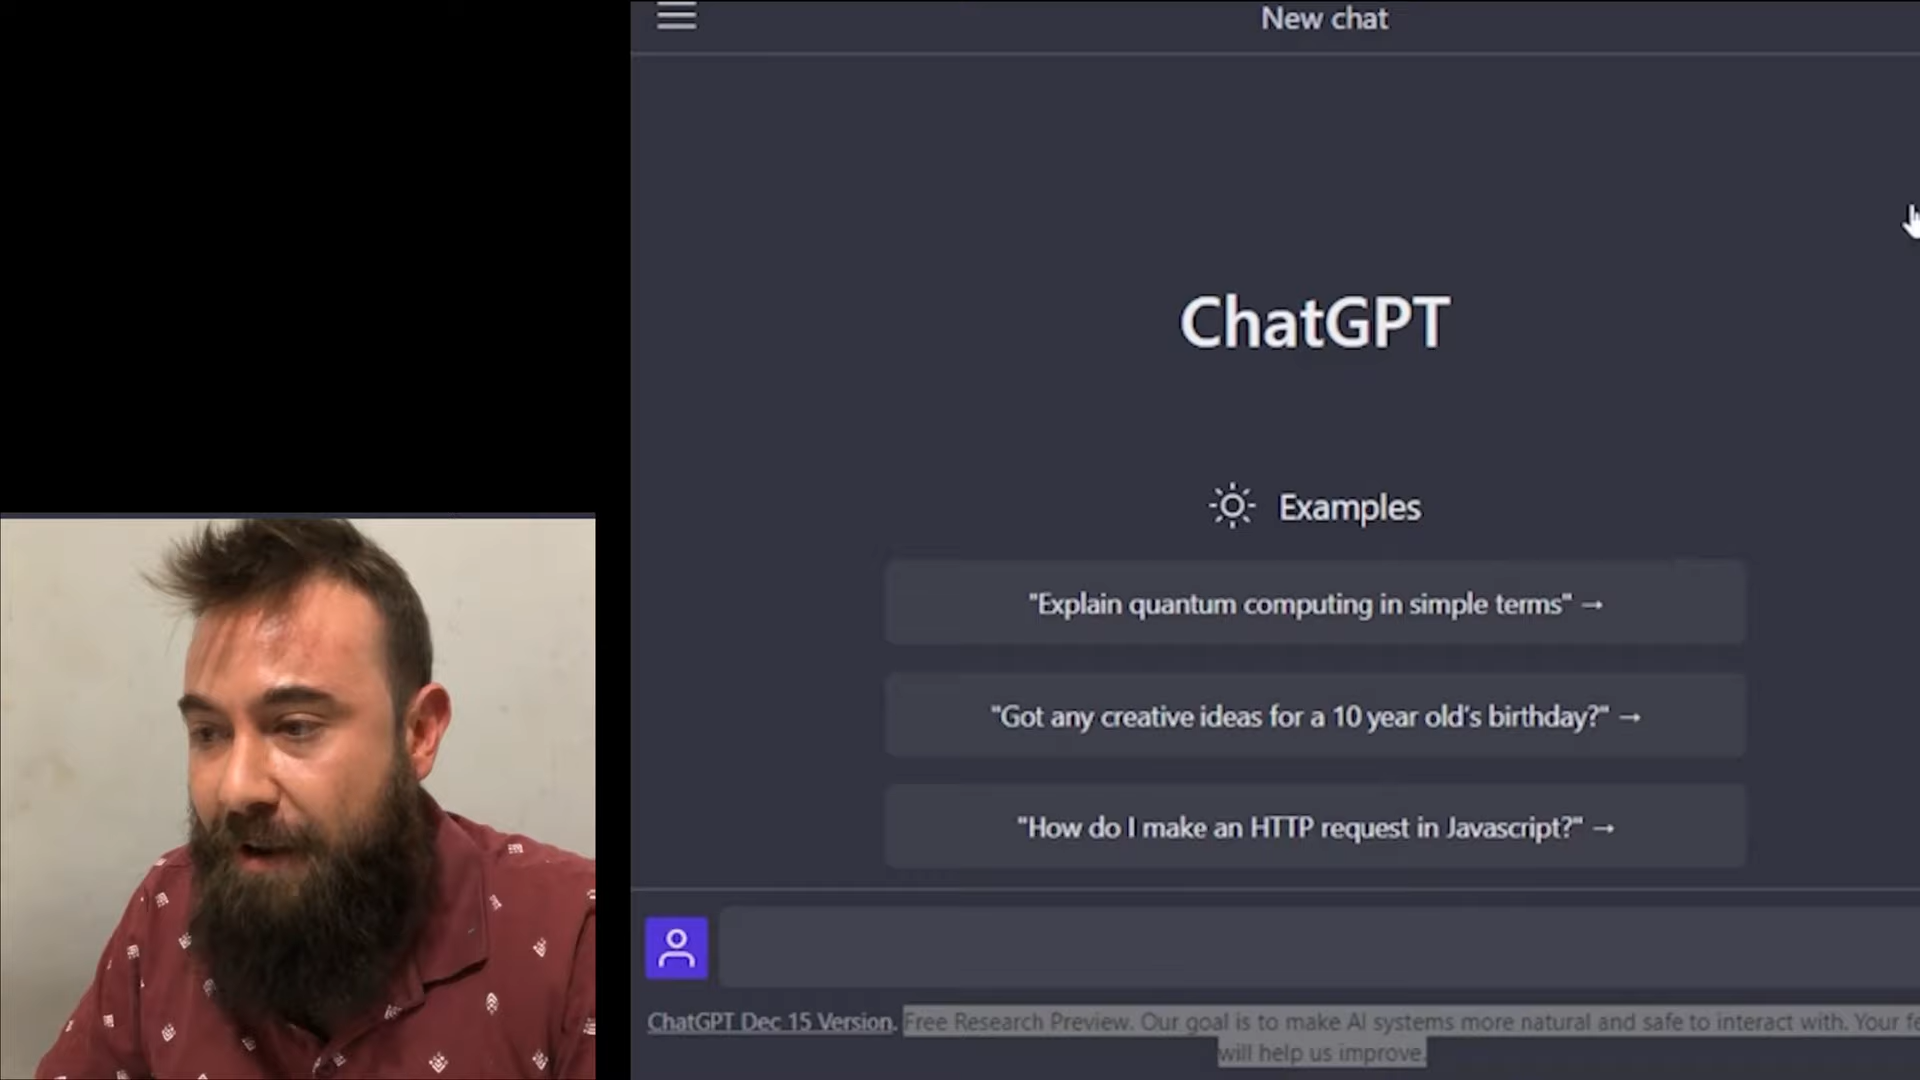 New chat
ChatGPT
Examples
"Explain quantum computing in simple terms" →
"Got any creative ideas for a 10 year old's birthday?" →
"How do I make an HTTP request in Javascript?" →
ChatGPT Dec 15 Version. Free Research Preview. Our goal is to make AI systems more natural and safe to interact with. Your
will help us improve.